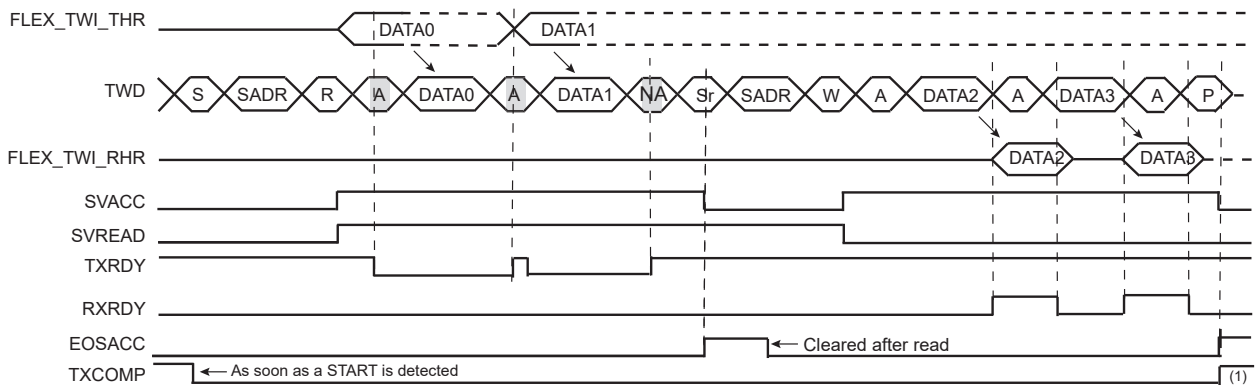 FLEX_TWI_THR DATA0 DATA1
TWD S SADR R A DATA0 A DATA1 NA Sr SADR W A DATA2 A DATA3 A P
FLEX_TWI_RHR DATA2 DATA3
SVACC
SVREAD
TXRDY
RXRDY
EOSACC Cleared after read
TXCOMP As soon as a START is detected (1)